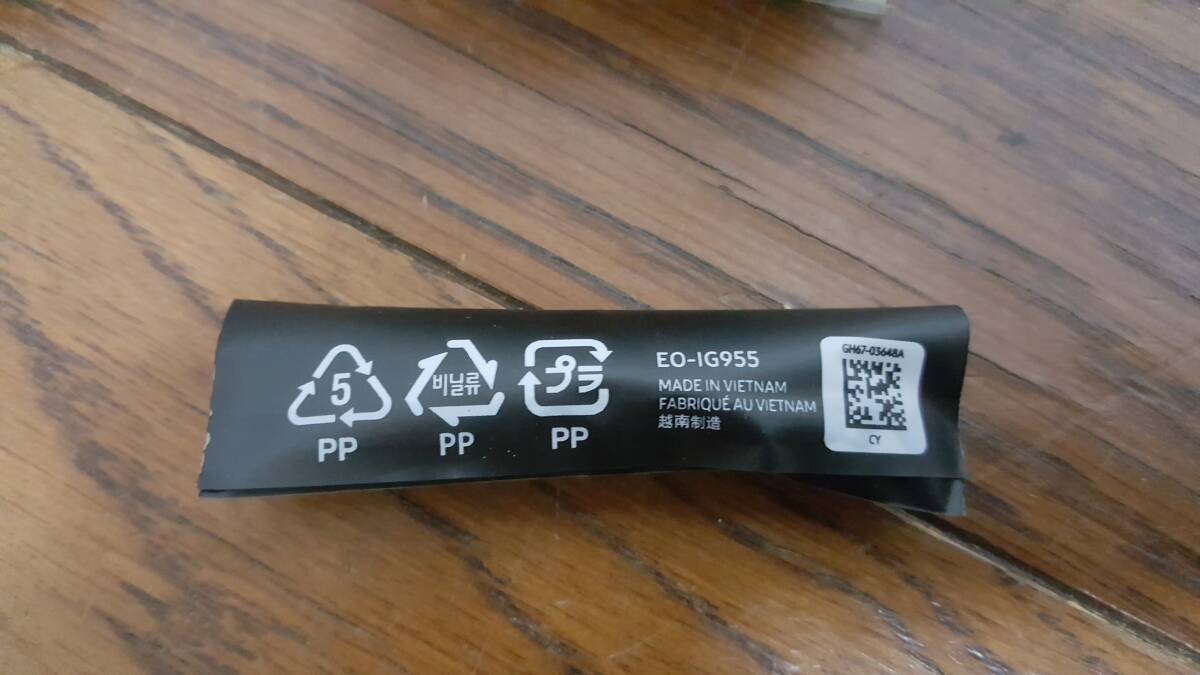 5
PP
비닐류
PP
プラ
PP
EO-IG955
MADE IN VIETNAM
FABRIQUÉ AU VIETNAM
越南制造
GH67-03648A
CY